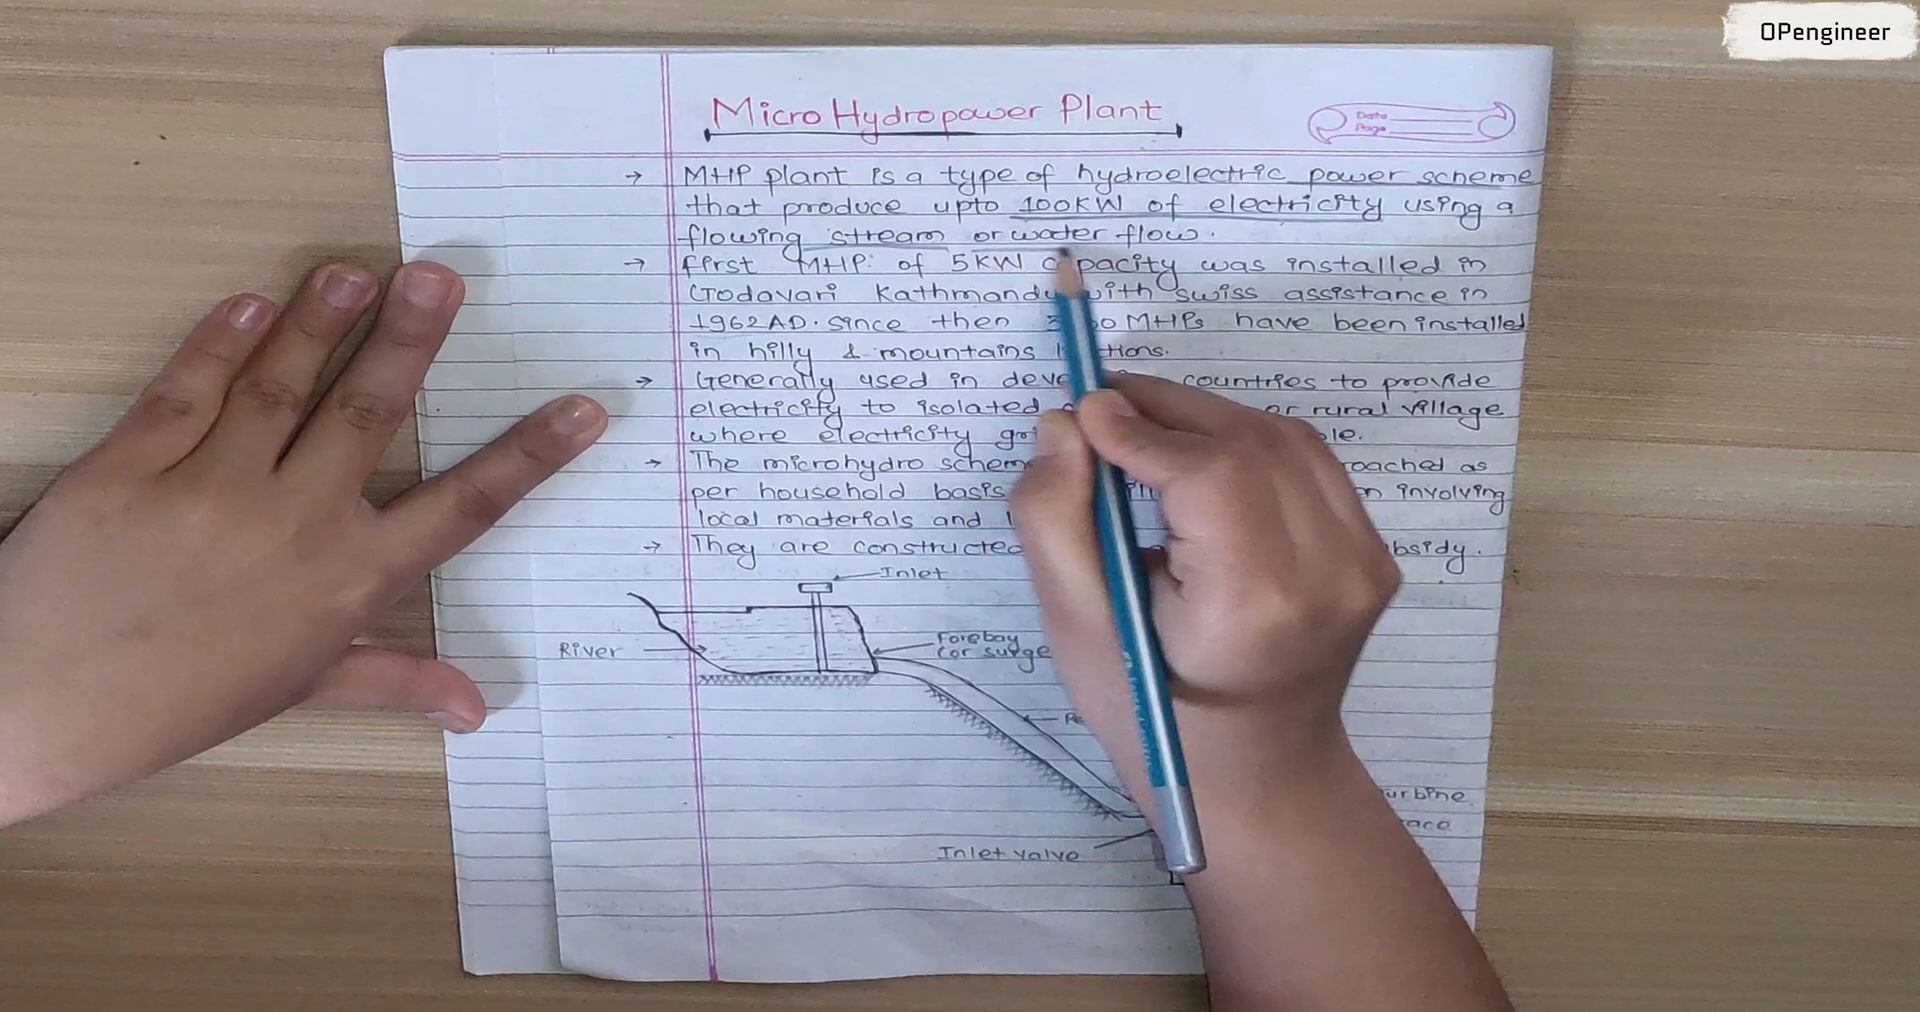 OPengineer
Micro Hydropower Plant
Date
Page
→ MHP plant is a type of hydroelectric power scheme
that produce upto 100KW of electricity using a
flowing stream or water flow.
→ first MHP of 5KW capacity was installed in
Godavari Kathmandu with swiss assistance in
1962AD. since then MHPs have been installed
in hilly & mountains
→ Generally used in countries to provide
electricity to isolated or rural village
where electricity
→ The microhydro scheme as
per household basis involving
local materials and
→ They are constructed
Inlet
River
Forebay
(or surge
Inlet valve